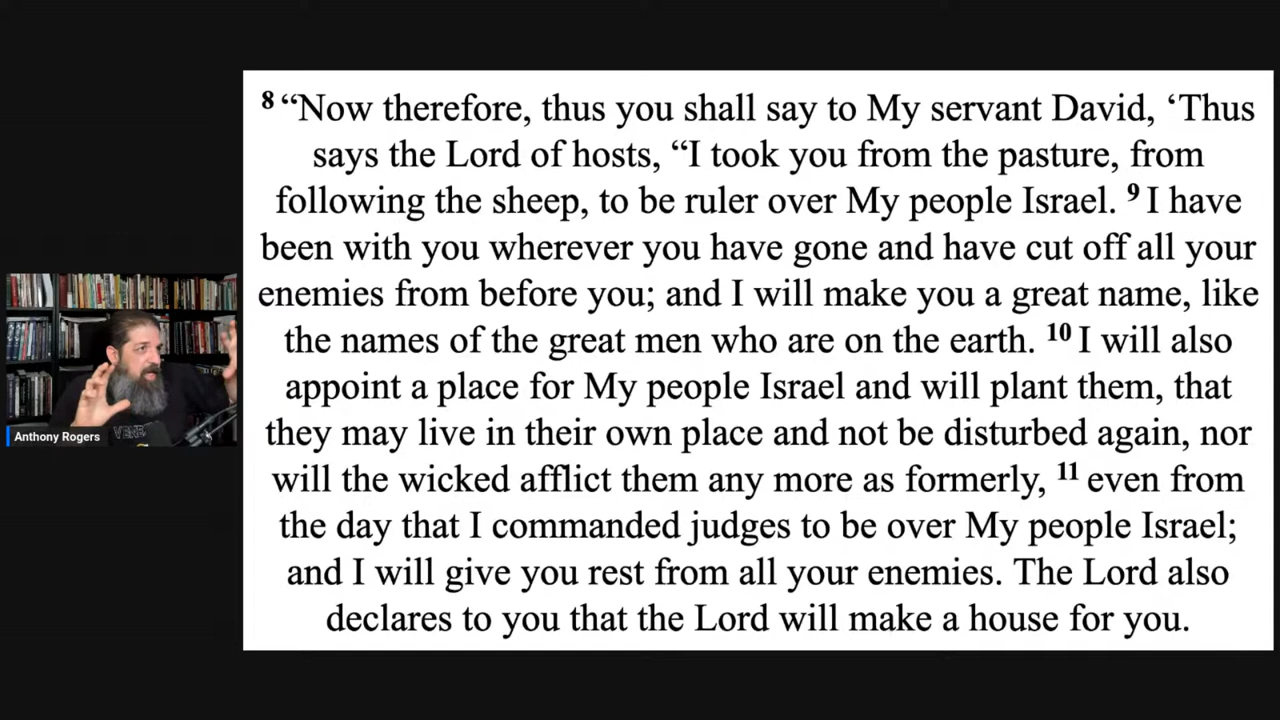 8 “Now therefore, thus you shall say to My servant David, ‘Thus
says the Lord of hosts, “I took you from the pasture, from
following the sheep, to be ruler over My people Israel. 9 I have
been with you wherever you have gone and have cut off all your
enemies from before you; and I will make you a great name, like
the names of the great men who are on the earth. 10 I will also
appoint a place for My people Israel and will plant them, that
they may live in their own place and not be disturbed again, nor
will the wicked afflict them any more as formerly, 11 even from
the day that I commanded judges to be over My people Israel;
and I will give you rest from all your enemies. The Lord also
declares to you that the Lord will make a house for you.
Anthony Rogers